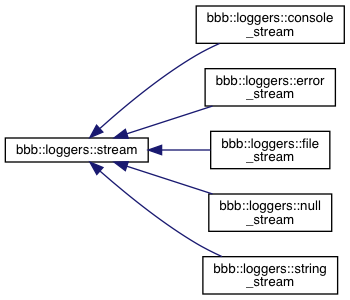 bbb::loggers::console
_stream
bbb::loggers::error
_stream
bbb::loggers::stream
bbb::loggers::file
_stream
bbb::loggers::null
_stream
bbb::loggers::string
_stream